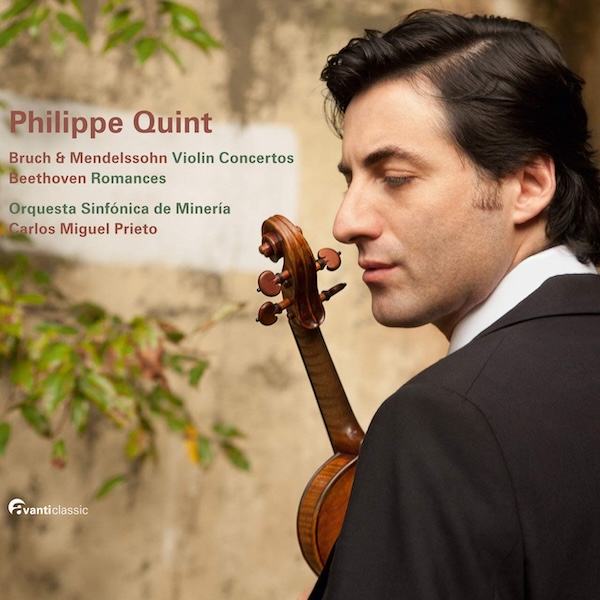 Philippe Quint
Bruch & Mendelssohn Violin Concertos
Beethoven Romances
Orquesta Sinfónica de Minería
Carlos Miguel Prieto
avanticlassic